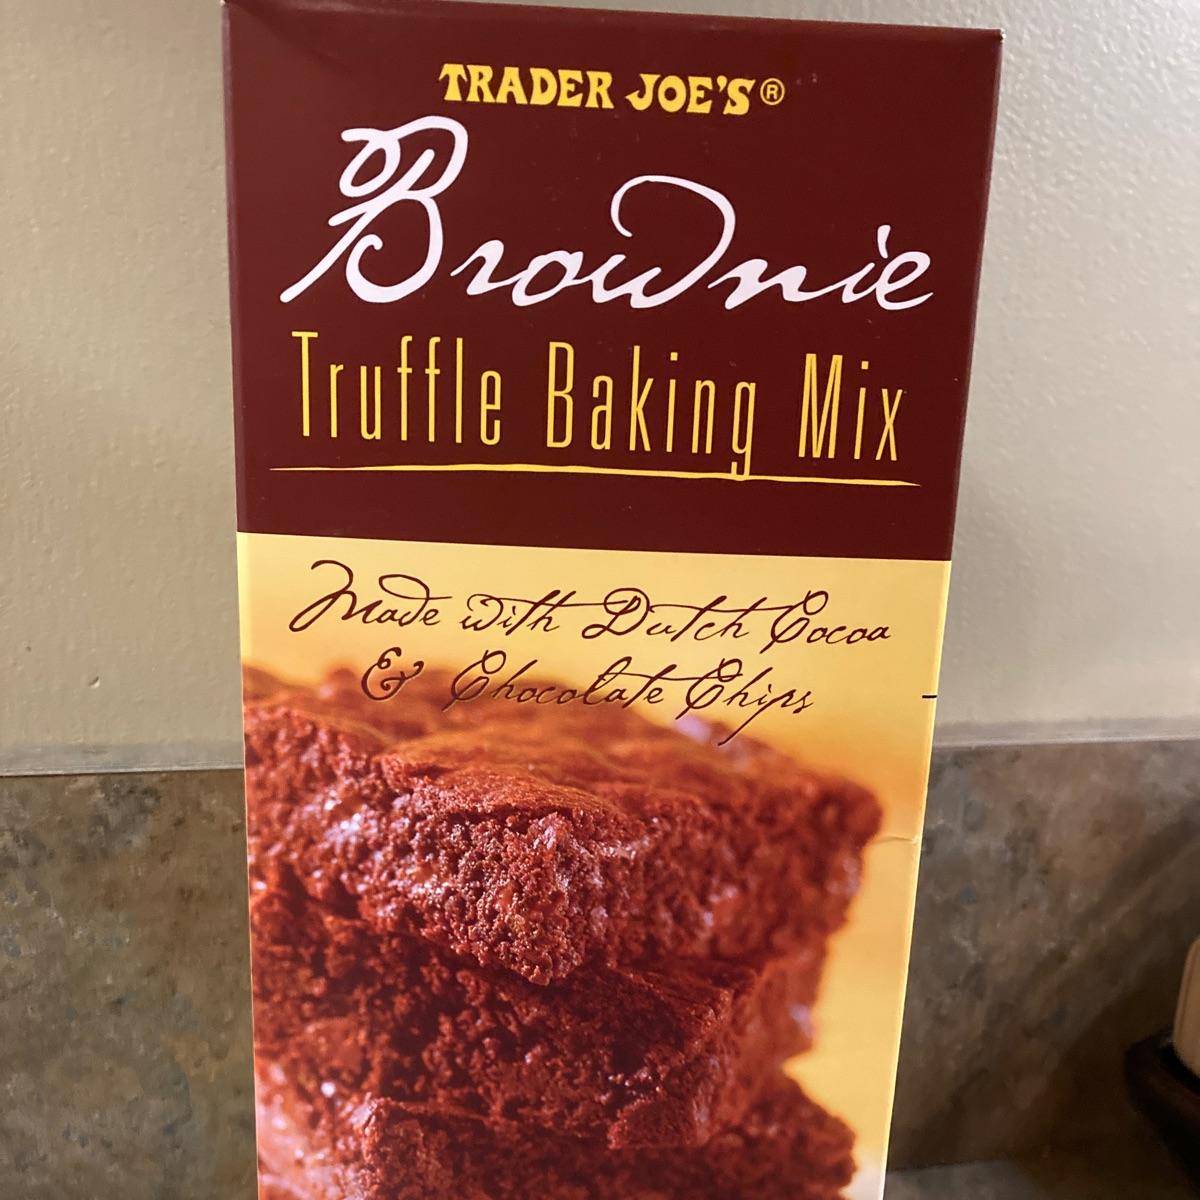 TRADER JOE'S®
Brownie
Truffle Baking Mix
Made with Dutch Cocoa
& Chocolate Chips